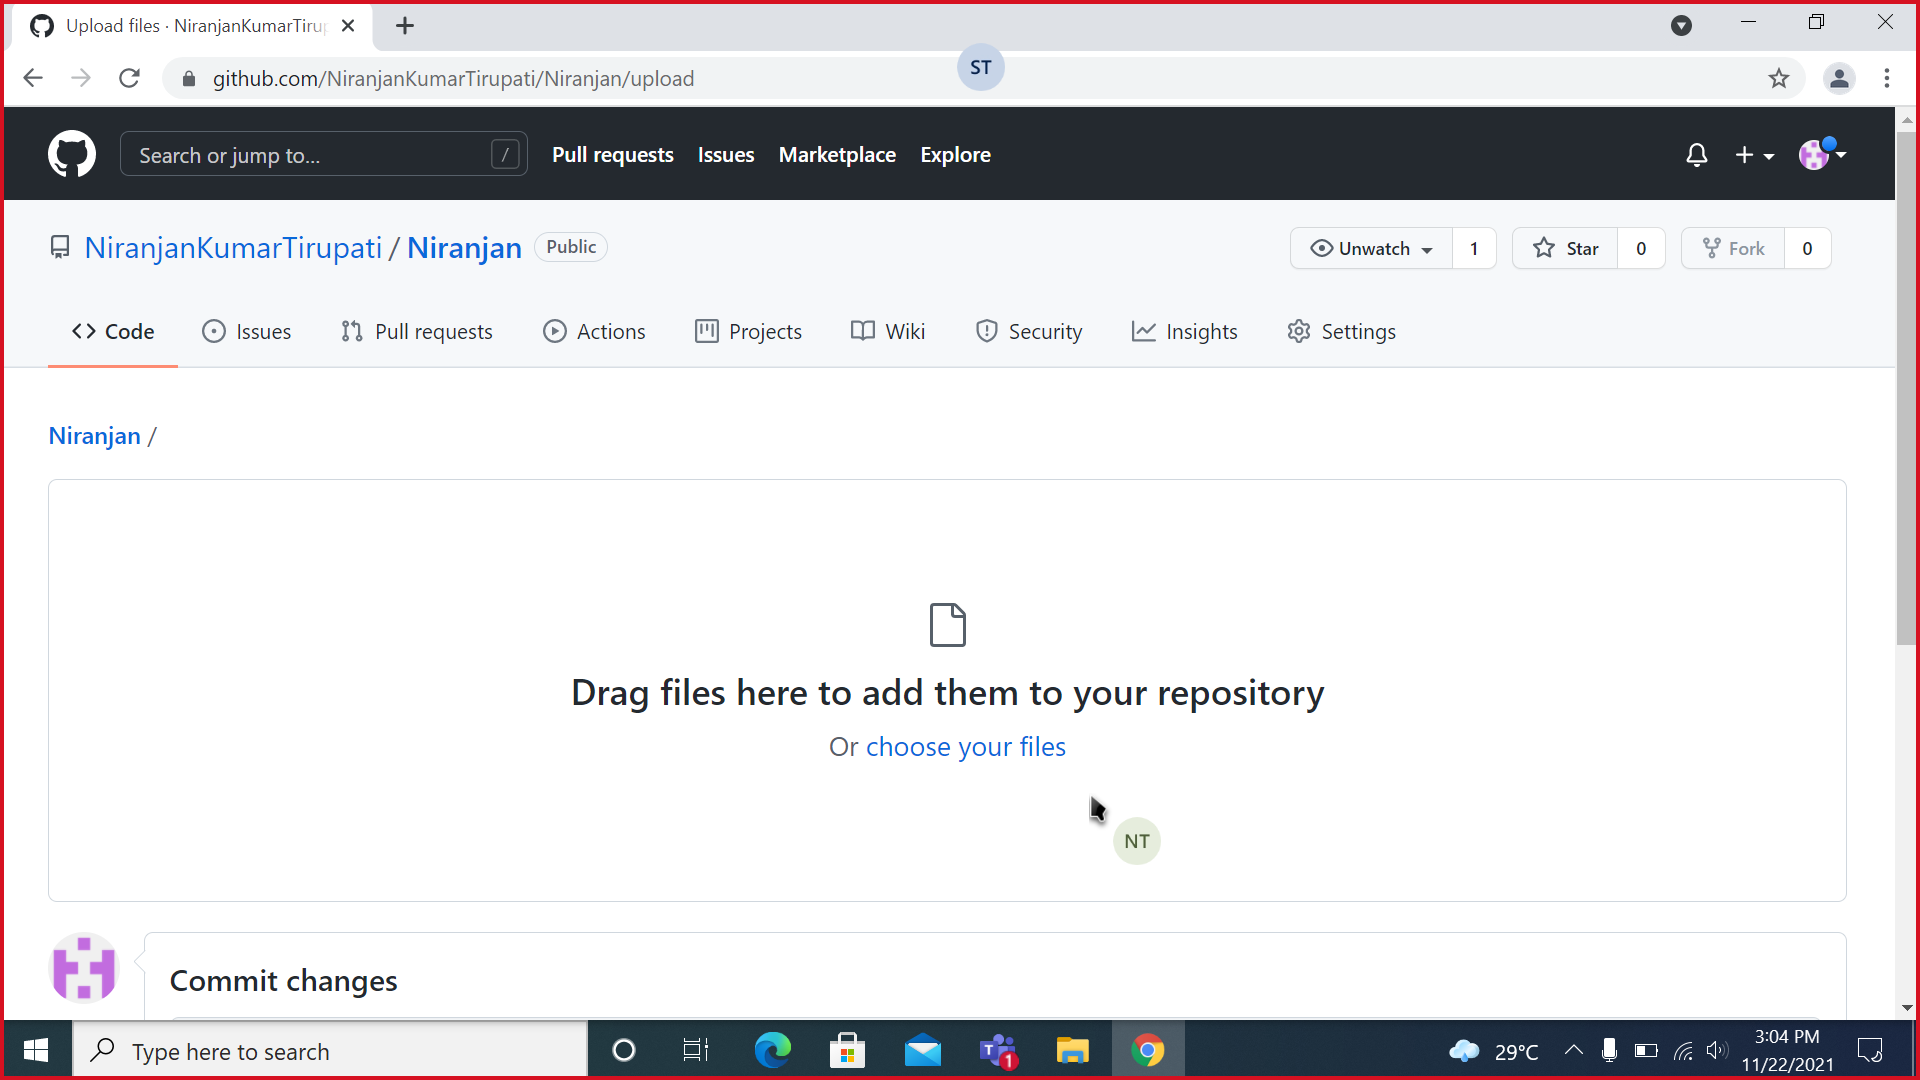 Upload files · NiranjanKumarTirup
github.com/NiranjanKumarTirupati/Niranjan/upload
ST
Search or jump to... /
Pull requests Issues Marketplace Explore
NiranjanKumarTirupati / Niranjan Public
Unwatch 1 Star 0 Fork 0
Code Issues Pull requests Actions Projects Wiki Security Insights Settings
Niranjan /
Drag files here to add them to your repository
Or choose your files
NT
Commit changes
Type here to search
T 1
29°C
3:04 PM
11/22/2021